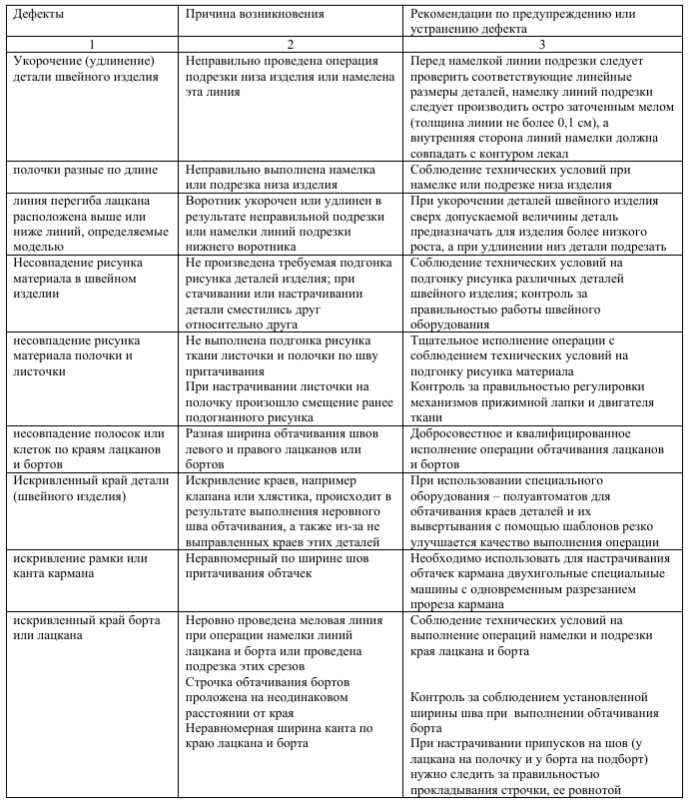 Дефекты
Причина возникновения
Рекомендации по предупреждению или
устранению дефекта
1
2
3
Укорочение (удлинение)
детали швейного изделия
Неправильно проведена операция
подрезки низа изделия или намелена
эта линия
Перед намелкой линии подрезки следует
проверить соответствующие линейные
размеры деталей, намелку линий подрезки
следует производить остро заточенным мелом
(толщина линии не более 0,1 см), а
внутренняя сторона линий намелки должна
совпадать с контуром лекал
полочки разные по длине
Неправильно выполнена намелка
или подрезка низа изделия
Соблюдение технических условий при
намелке или подрезке низа изделия
линия перегиба лацкана
расположена выше или
ниже линий, определяемые
моделью
Воротник укорочен или удлинен в
результате неправильной подрезки
или намелки линий подрезки
нижнего воротника
При укорочении деталей швейного изделия
сверх допускаемой величины деталь
предназначать для изделия более низкого
роста, а при удлинении низ детали подрезать
Несовпадение рисунка
материала в швейном
изделии
Не произведена требуемая подгонка
рисунка деталей изделия; при
стачивании или настрачивании
детали сместились друг
относительно друга
Соблюдение технических условий на
подгонку рисунка различных деталей
швейного изделия; контроль за
правильностью работы швейного
оборудования
несовпадение рисунка
материала полочки и
листочки
Не выполнена подгонка рисунка
ткани листочки и полочки по шву
притачивания
При настрачивании листочки на
полочку произошло смещение ранее
подогнанного рисунка
Тщательное исполнение операции с
соблюдением технических условий на
подгонку рисунка материала
Контроль за правильностью регулировки
механизмов прижимной лапки и двигателя
ткани
несовпадение полосок или
клеток по краям лацканов
и бортов
Разная ширина обтачивания швов
левого и правого лацканов или
бортов
Добросовестное и квалифицированное
исполнение операции обтачивания лацканов
и бортов
Искривленный край детали
(швейного изделия)
Искривление краев, например
клапана или хлястика, происходит в
результате выполнения неровного
шва обтачивания, а также из-за не
выправленных краев этих деталей
При использовании специального
оборудования – полуавтоматов для
обтачивания краев деталей и их
вывертывания с помощью шаблонов резко
улучшается качество выполнения операции
искривление рамки или
канта кармана
Неравномерный по ширине шов
притачивания обтачек
Необходимо использовать для настрачивания
обтачек кармана двухигольные специальные
машины с одновременным разрезанием
прореза кармана
искривленный край борта
или лацкана
Неровно проведена меловая линия
при операции намелки линий
лацкана и борта или проведена
подрезка этих срезов
Строчка обтачивания бортов
проложена на неодинаковом
расстоянии от края
Неравномерная ширина канта по
краю лацкана и борта
Соблюдение технических условий на
выполнение операций намелки и подрезки
края лацкана и борта
Контроль за соблюдением установленной
ширины шва при выполнении обтачивания
борта
При настрачивании припусков на шов (у
лацкана на полочку и у борта на подборт)
нужно следить за правильностью
прокладывания строчки, ее ровнотой